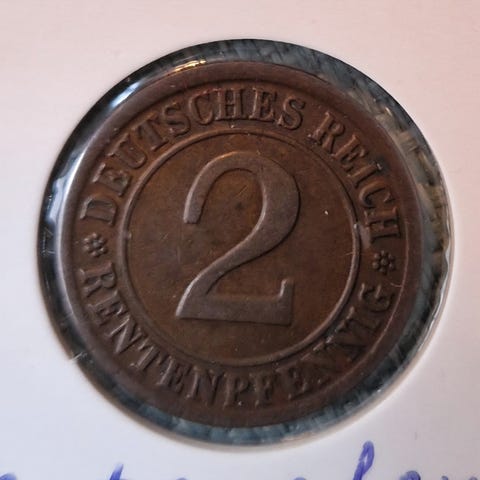 DEUTSCHES REICH
2
RENTENPFENNIG